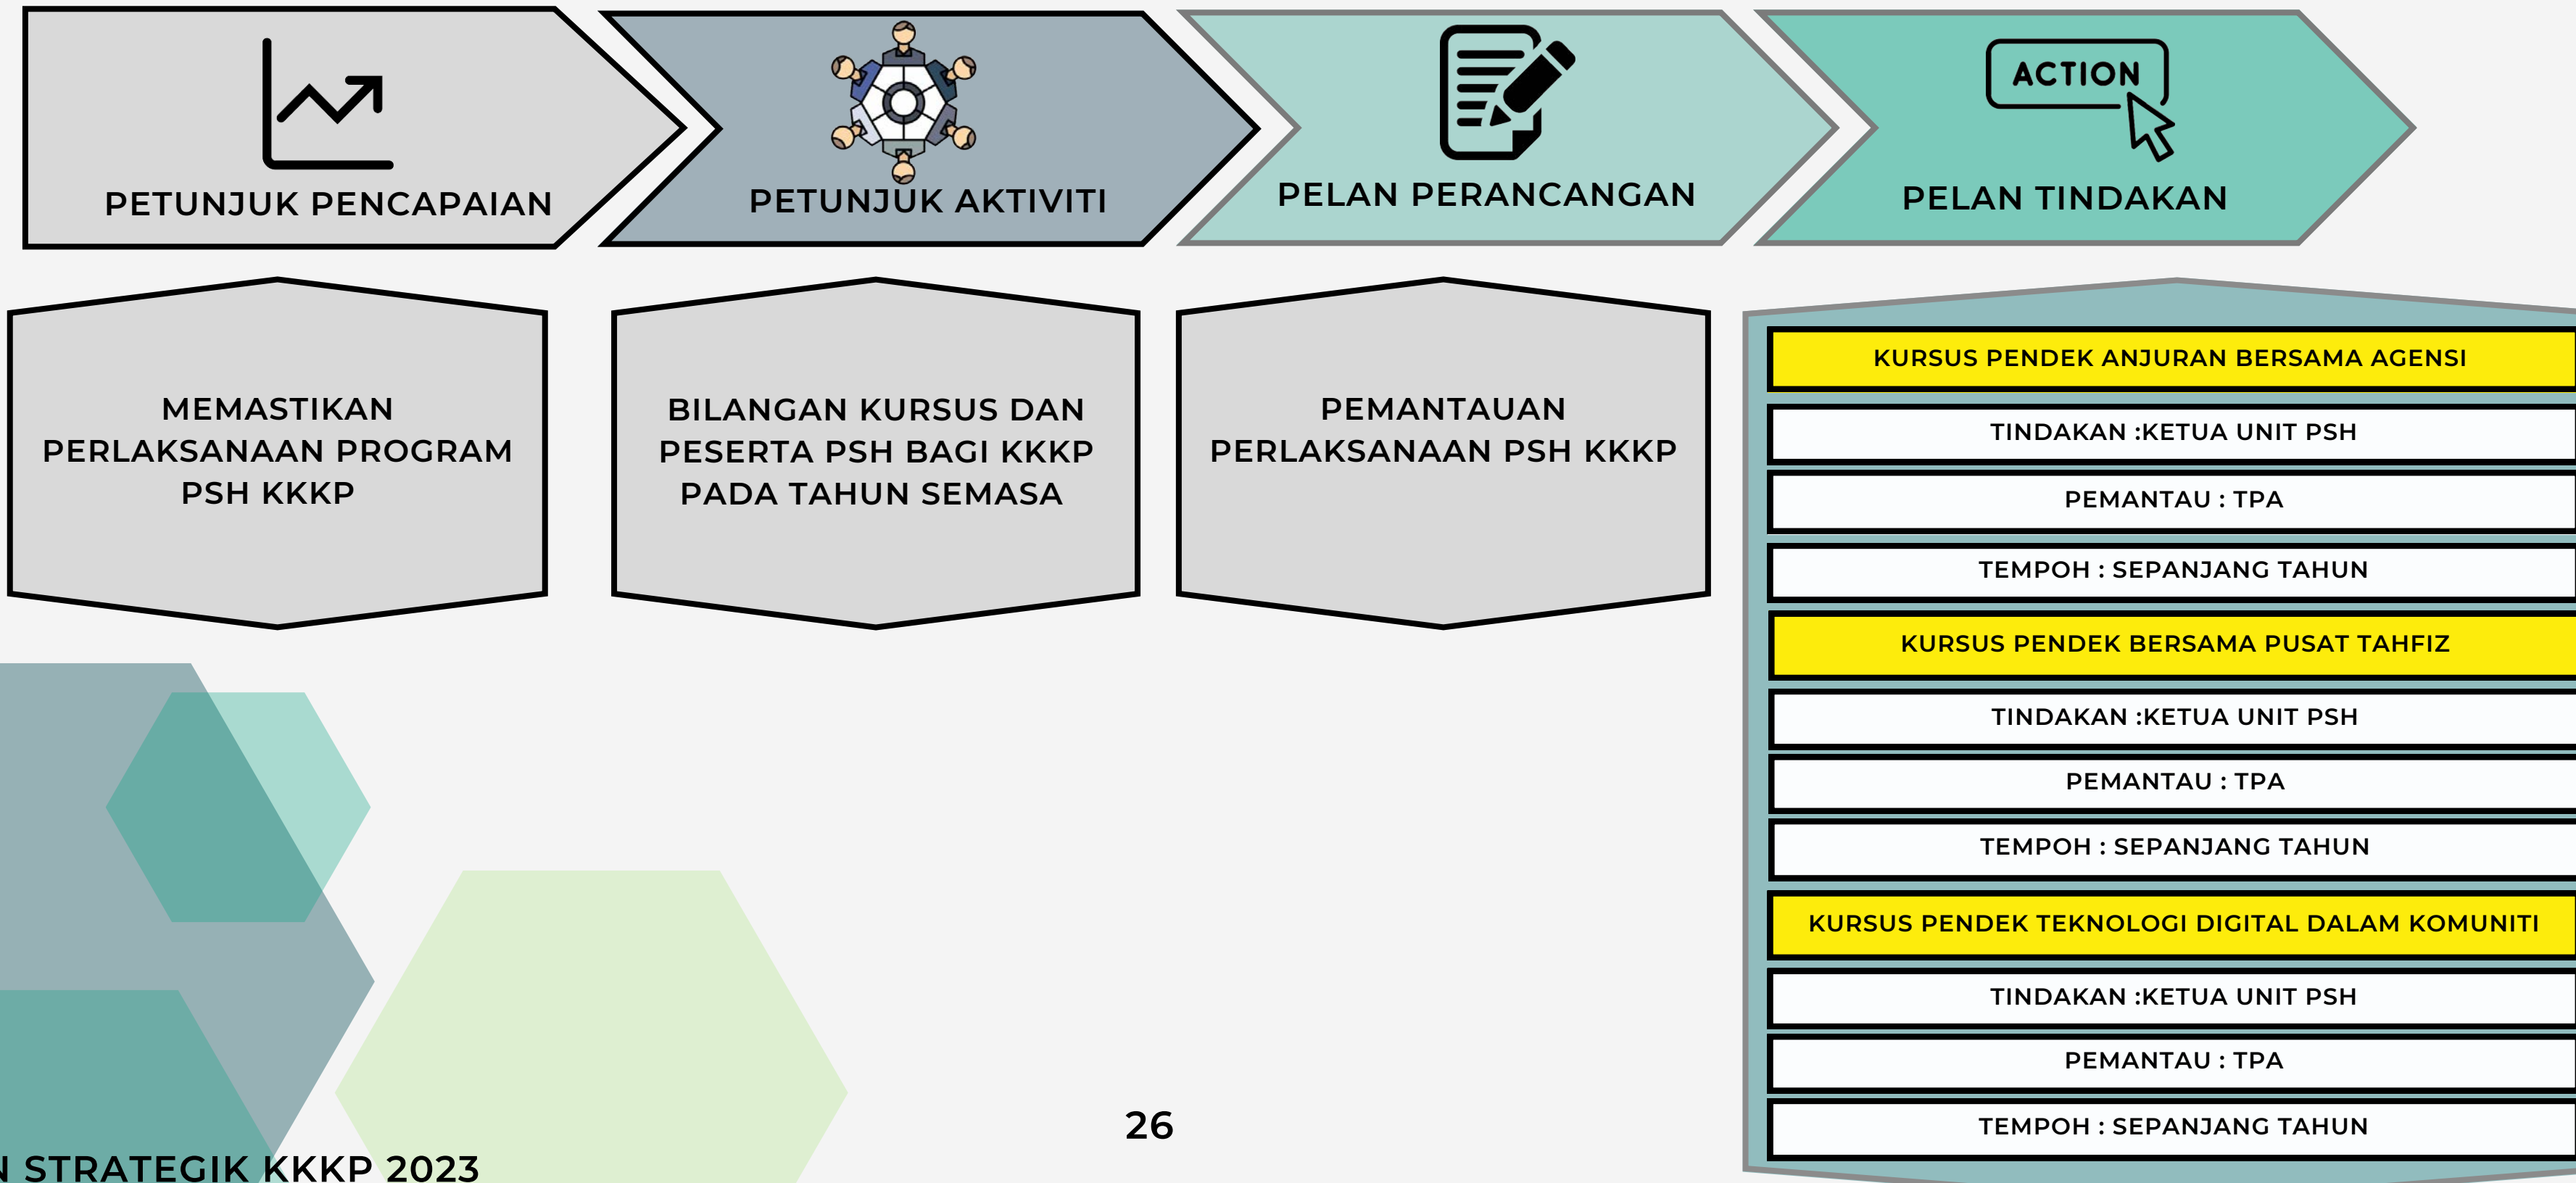 PETUNJUK PENCAPAIAN
PETUNJUK AKTIVITI
PELAN PERANCANGAN
ACTION
PELAN TINDAKAN
MEMASTIKAN
PERLAKSANAAN PROGRAM
PSH KKKP
BILANGAN KURSUS DAN
PESERTA PSH BAGI KKKP
PADA TAHUN SEMASA
PEMANTAUAN
PERLAKSANAAN PSH KKKP
KURSUS PENDEK ANJURAN BERSAMA AGENSI
TINDAKAN :KETUA UNIT PSH
PEMANTAU : TPA
TEMPOH : SEPANJANG TAHUN
KURSUS PENDEK BERSAMA PUSAT TAHFIZ
TINDAKAN :KETUA UNIT PSH
PEMANTAU : TPA
TEMPOH : SEPANJANG TAHUN
KURSUS PENDEK TEKNOLOGI DIGITAL DALAM KOMUNITI
TINDAKAN :KETUA UNIT PSH
PEMANTAU : TPA
TEMPOH : SEPANJANG TAHUN
26
STRATEGIK KKKP 2023